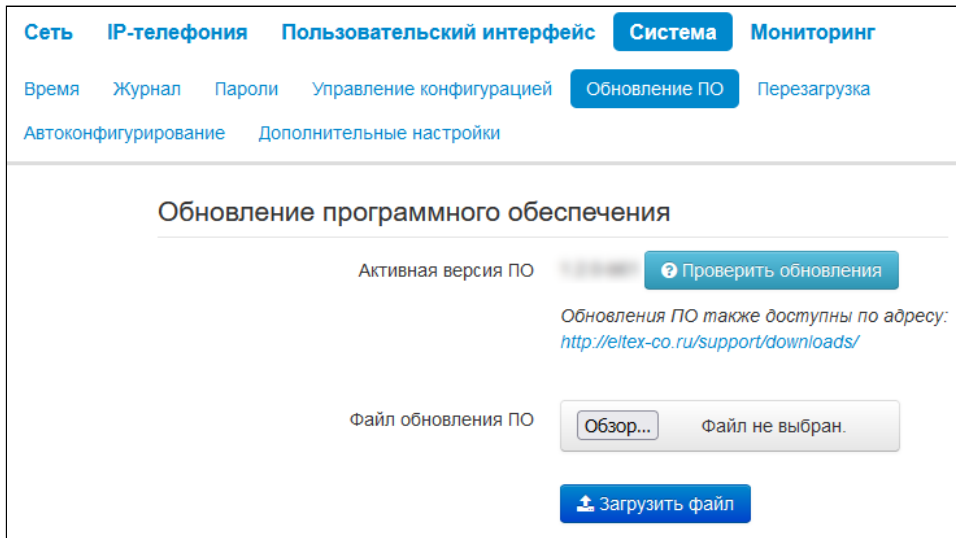 Сеть IP-телефония Пользовательский интерфейс Система Мониторинг
Время Журнал Пароли Управление конфигурацией Обновление ПО Перезагрузка
Автоконфигурирование Дополнительные настройки
Обновление программного обеспечения
Активная версия ПО Проверить обновления
Обновления ПО также доступны по адресу:
http://eltex-co.ru/support/downloads/
Файл обновления ПО Обзор... Файл не выбран.
Загрузить файл